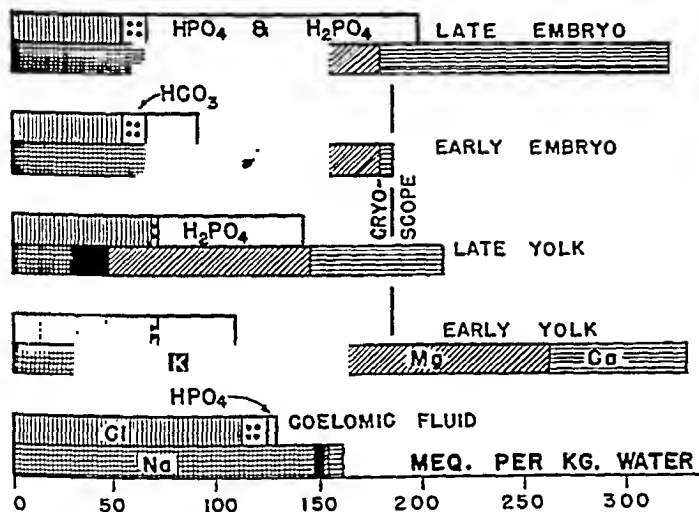 HPO₄ & H₂PO₄ LATE EMBRYO
HCO₃
EARLY EMBRYO
CRYO-
SCOPE
H₂PO₄
LATE YOLK
EARLY YOLK
K Mg Ca
HPO₄
COELOMIC FLUID
Cl
Na MEQ. PER KG. WATER
0 50 100 150 200 250 300